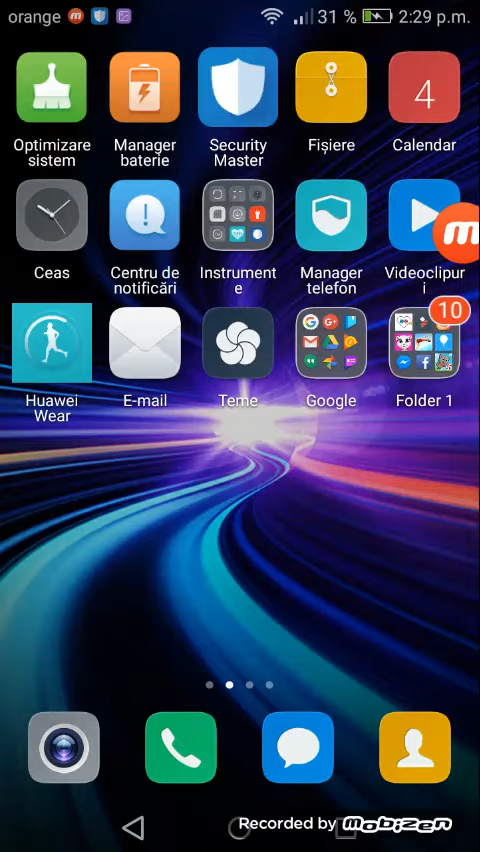 orange 31 % 2:29 p.m.
4
Optimizare
sistem
Manager
baterie
Security
Master
Fișiere
Calendar
Ceas
Centru de
notificări
Instrument
e
Manager
telefon
Videoclipur
i
10
Huawei
Wear
E-mail
Teme
Google
Folder 1
Recorded by mobizen